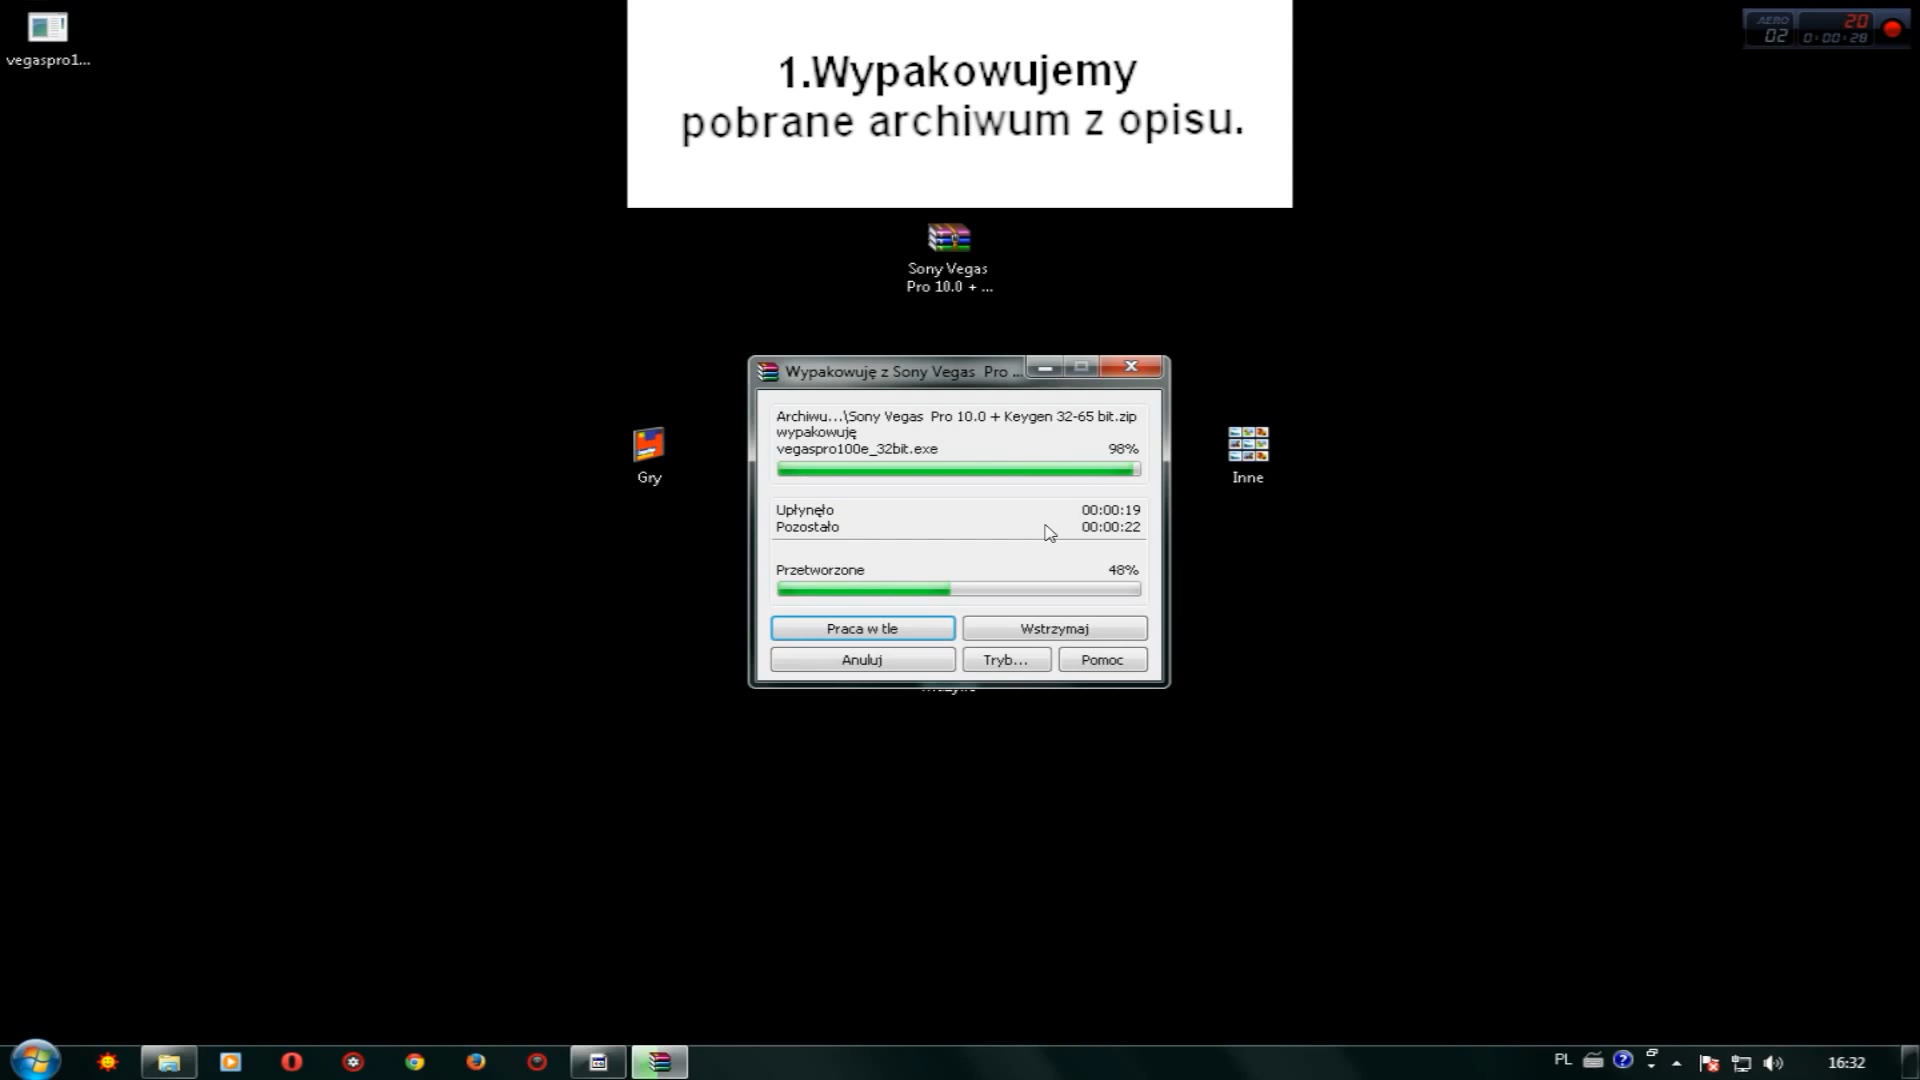 vegaspro1...
AERO
02
20
0:00:28
1.Wypakowujemy
pobrane archiwum z opisu.
Sony Vegas
Pro 10.0 + ...
Wypakowuję z Sony Vegas Pro ...
Archiwu...\Sony Vegas Pro 10.0 + Keygen 32-65 bit.zip
wypakowuję
vegaspro100e_32bit.exe 98%
Upłynęło 00:00:19
Pozostało 00:00:22
Przetworzone 48%
Praca w tle Wstrzymaj
Anuluj Tryb... Pomoc
Gry
Inne
PL 16:32